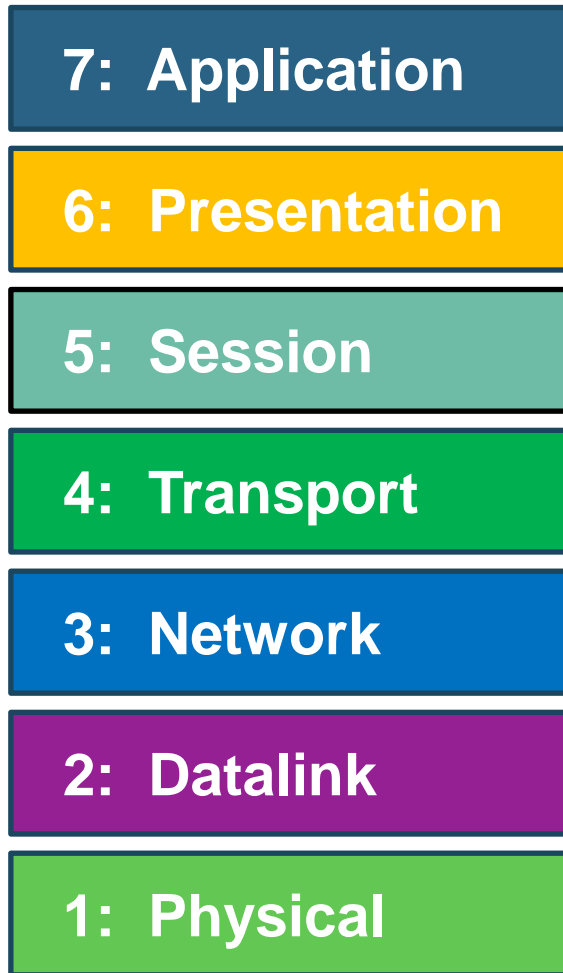 7: Application
6: Presentation
5: Session
4: Transport
3: Network
2: Datalink
1: Physical